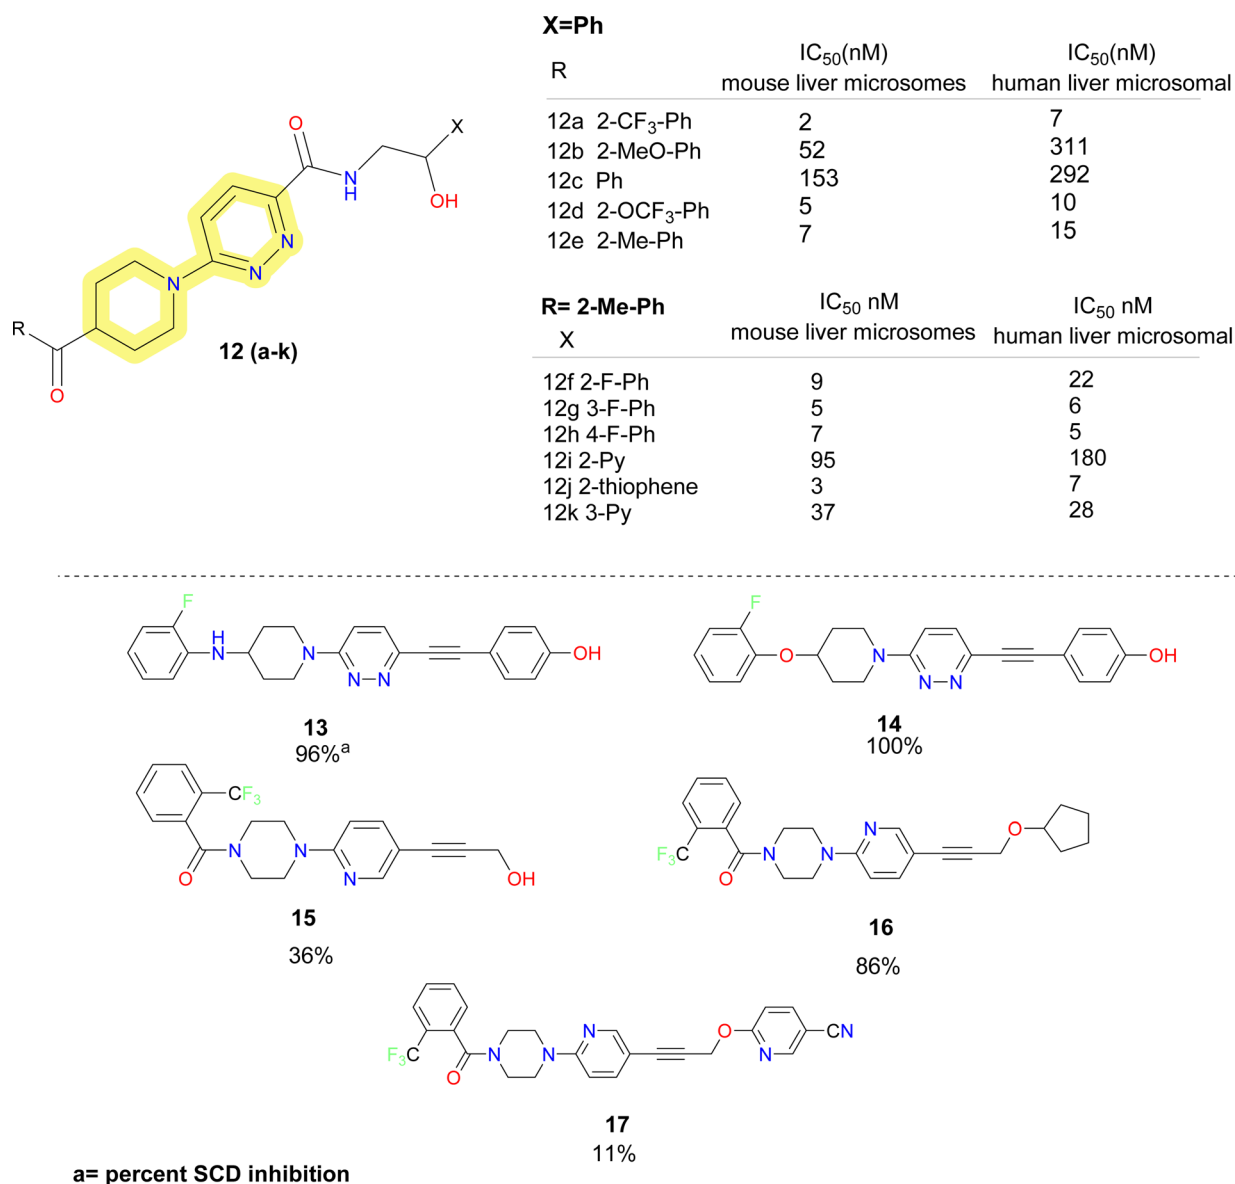 X=Ph
R
IC50(nM)
mouse liver microsomes
IC50(nM)
human liver microsomal
12a 2-CF3-Ph 2 7
12b 2-MeO-Ph 52 311
12c Ph 153 292
12d 2-OCF3-Ph 5 10
12e 2-Me-Ph 7 15
O
X
N
H
OH
N
N
N
R
O
12 (a-k)
R= 2-Me-Ph
X
IC50 nM
mouse liver microsomes
IC50 nM
human liver microsomal
12f 2-F-Ph 9 22
12g 3-F-Ph 5 6
12h 4-F-Ph 7 5
12i 2-Py 95 180
12j 2-thiophene 3 7
12k 3-Py 37 28
F
H
N
N
N
N
OH
13
96%a
F
O
N
N
N
OH
14
100%
CF3
O
N
N
N
OH
15
36%
F3C
O
N
N
N
O
16
86%
F3C
O
N
N
N
O
N
CN
17
11%
a= percent SCD inhibition